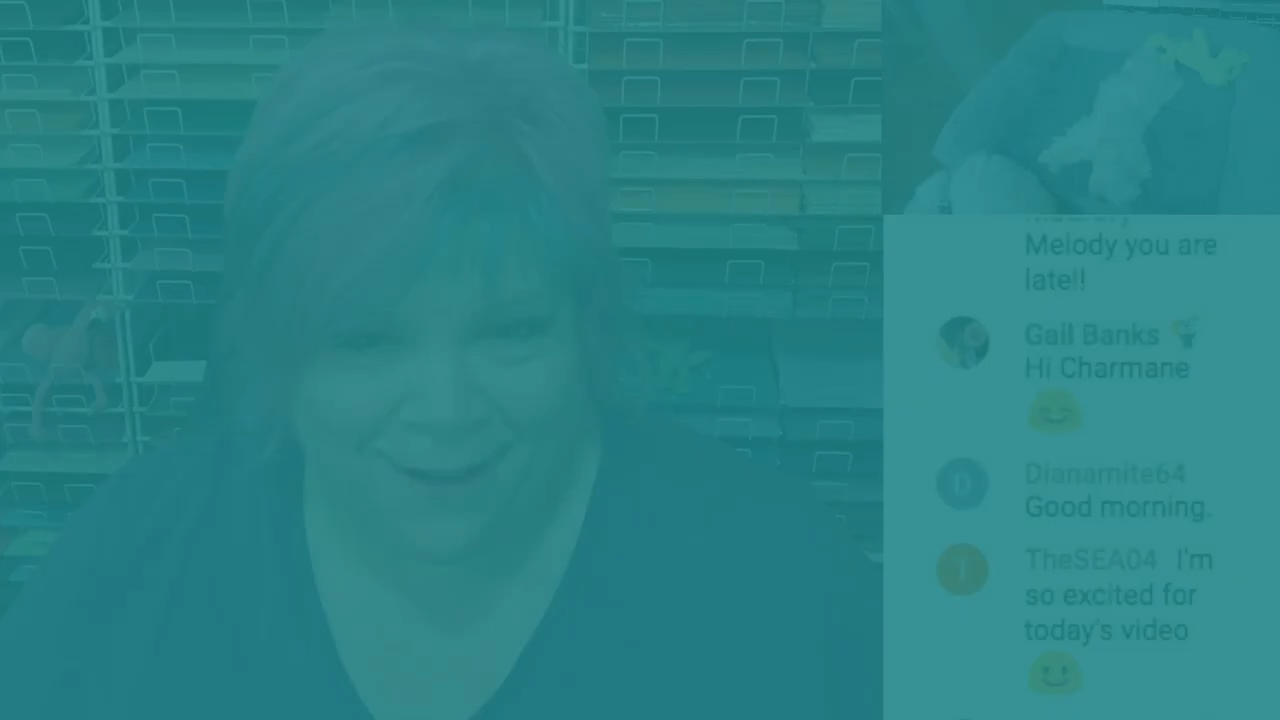 Melody you are
late!!
Gail Banks
Hi Charmane
D
Dianamite64
Good morning.
T
TheSEA04 I'm
so excited for
today's video